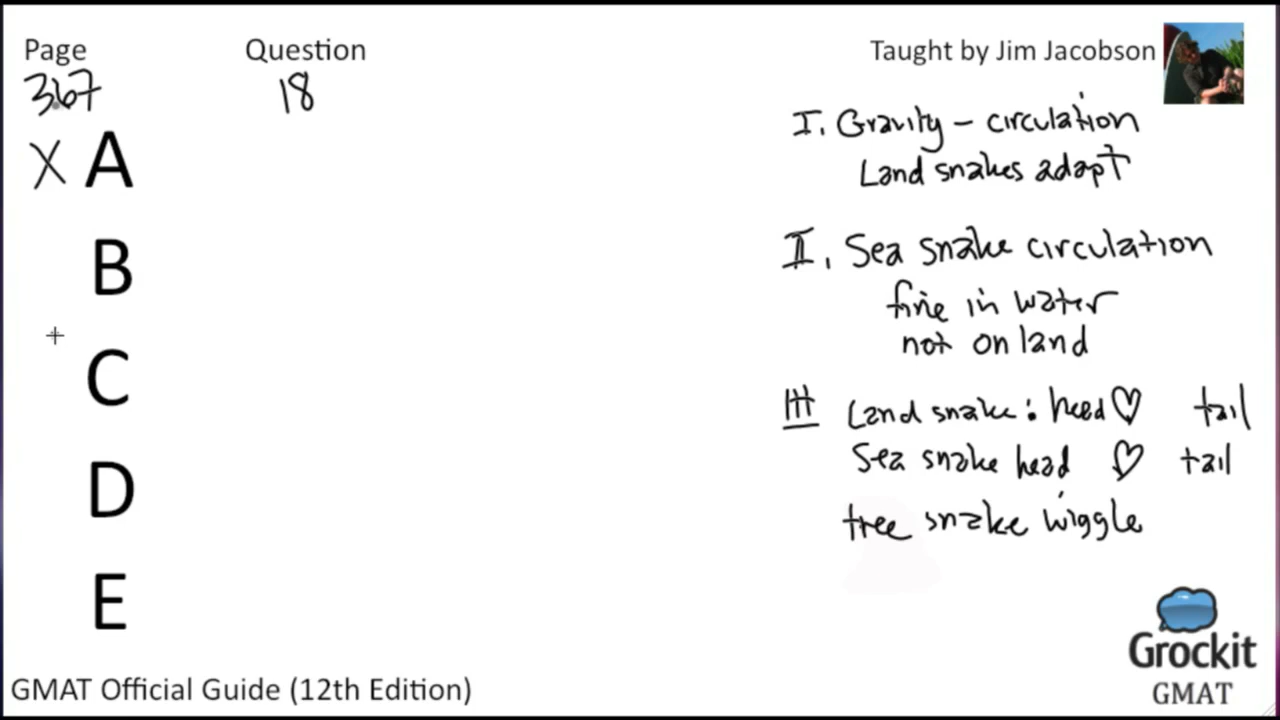 Page Question Taught by Jim Jacobson
367 18
X A
B
C
D
E
I. Gravity - circulation
Land snakes adapt
II. Sea snake circulation
fine in water
not on land
III Land snake: head ♡ tail
Sea snake head ♡ tail
tree snake wiggle
Grockit
GMAT
GMAT Official Guide (12th Edition)